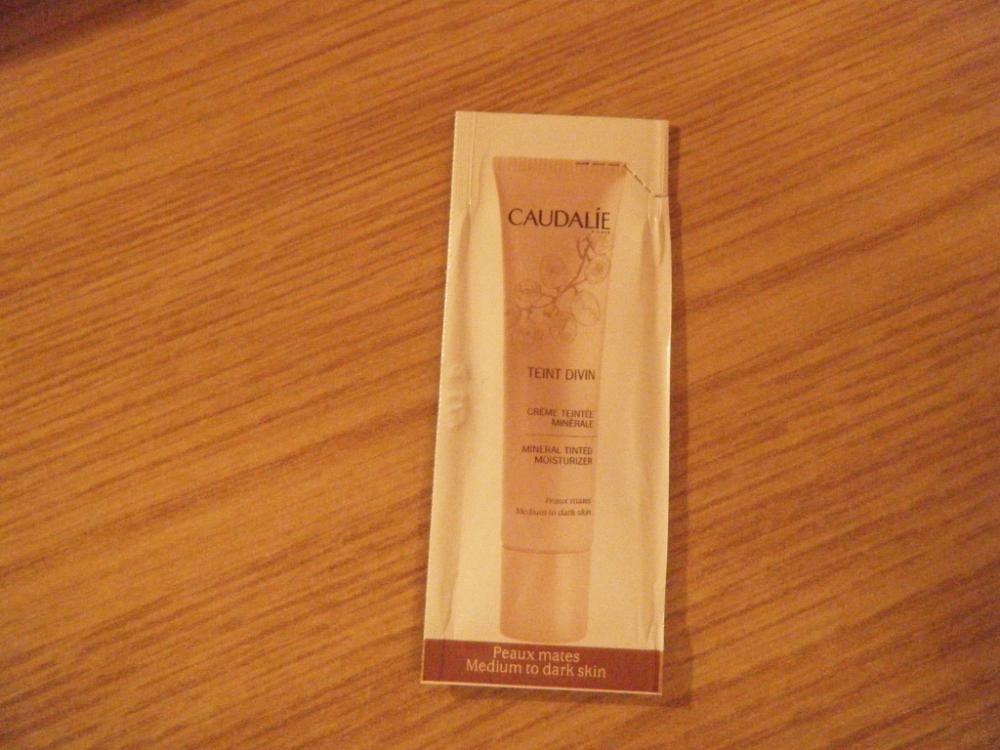 CAUDALÍE
TEINT DIVIN
CRÈME TEINTÉE
MINÉRALE
MINERAL TINTED
MOISTURIZER
Peaux mates
Medium to dark skin
Peaux mates
Medium to dark skin